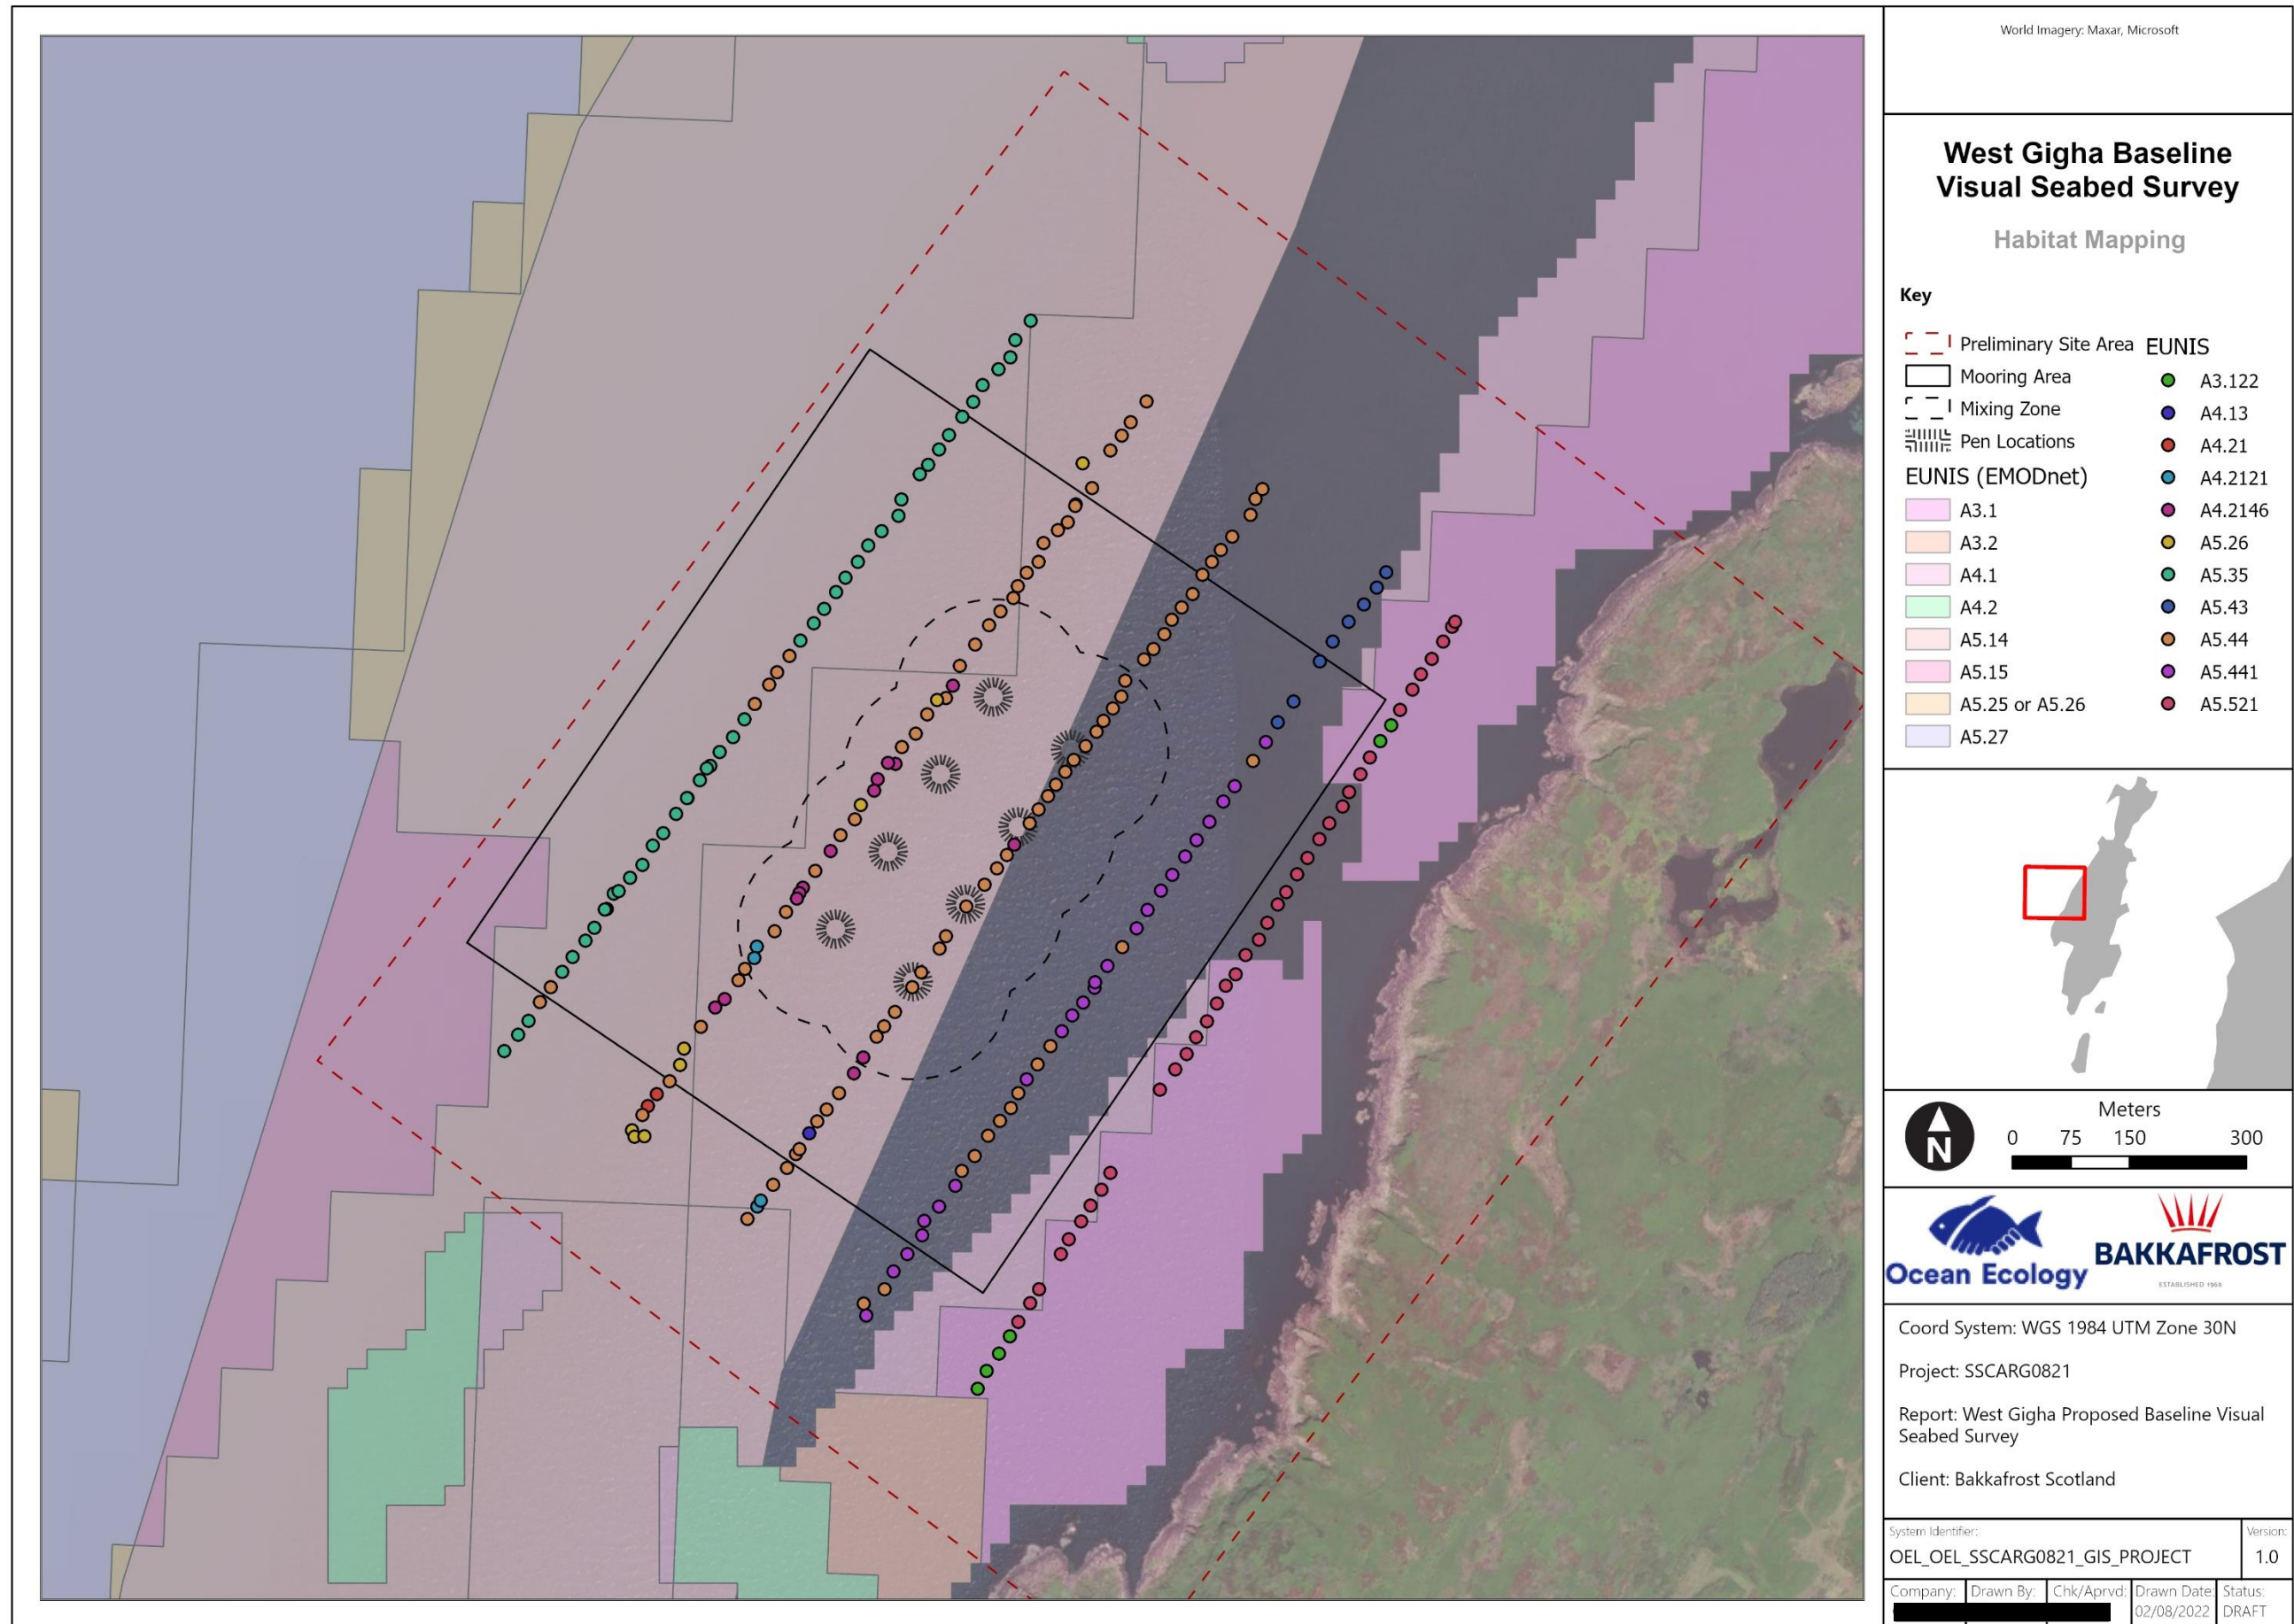 World Imagery: Maxar, Microsoft
West Gigha Baseline
Visual Seabed Survey
Habitat Mapping
Key
Preliminary Site Area
Mooring Area
Mixing Zone
Pen Locations
EUNIS (EMODnet)
A3.1
A3.2
A4.1
A4.2
A5.14
A5.15
A5.25 or A5.26
A5.27
EUNIS
A3.122
A4.13
A4.21
A4.2121
A4.2146
A5.26
A5.35
A5.43
A5.44
A5.441
A5.521
N
Meters
0 75 150 300
Ocean Ecology
BAKKAFROST
ESTABLISHED 1968
Coord System: WGS 1984 UTM Zone 30N
Project: SSCARG0821
Report: West Gigha Proposed Baseline Visual
Seabed Survey
Client: Bakkafrost Scotland
System Identifier:
OEL_OEL_SSCARG0821_GIS_PROJECT
Version:
1.0
Company:
Drawn By:
Chk/Aprvd:
Drawn Date:
02/08/2022
Status:
DRAFT